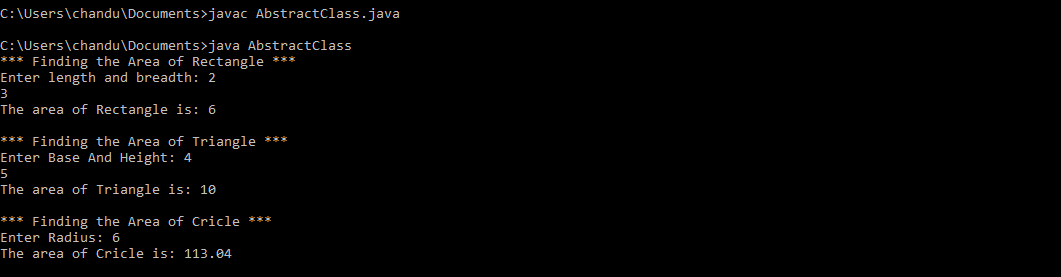 C:\Users\chandu\Documents>javac AbstractClass.java
C:\Users\chandu\Documents>java AbstractClass
*** Finding the Area of Rectangle ***
Enter length and breadth: 2
3
The area of Rectangle is: 6
*** Finding the Area of Triangle ***
Enter Base And Height: 4
5
The area of Triangle is: 10
*** Finding the Area of Cricle ***
Enter Radius: 6
The area of Cricle is: 113.04